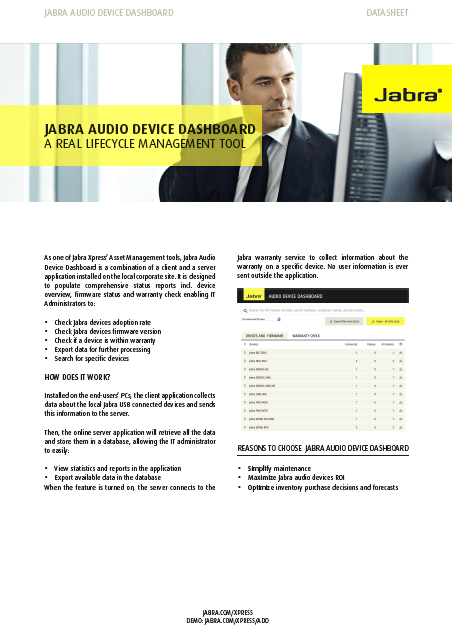 JABRA AUDIO DEVICE DASHBOARD
DATASHEET
Jabra
JABRA AUDIO DEVICE DASHBOARD
A REAL LIFECYCLE MANAGEMENT TOOL
As one of Jabra Xpress' Asset Management tools, Jabra Audio
Device Dashboard is a combination of a client and a server
application installed on the local corporate site. It is designed
to populate comprehensive status reports incl. device
overview, firmware status and warranty check enabling IT
Administrators to:
• Check Jabra devices adoption rate
• Check Jabra devices firmware version
• Check if a device is within warranty
• Export data for further processing
• Search for specific devices
HOW DOES IT WORK?
Installed on the end-users' PCs, the client application collects
data about the local Jabra USB connected devices and sends
this information to the server.
Then, the online server application will retrieve all the data
and store them in a database, allowing the IT administrator
to easily:
• View statistics and reports in the application
• Export available data in the database
When the feature is turned on, the server connects to the
Jabra warranty service to collect information about the
warranty on a specific device. No user information is ever
sent outside the application.
Jabra AUDIO DEVICE DASHBOARD
DEVICES AND FIRMWARE WARRANTY CHECK
REASONS TO CHOOSE JABRA AUDIO DEVICE DASHBOARD
• Simplify maintenance
• Maximize Jabra audio devices ROI
• Optimize inventory purchase decisions and forecasts
JABRA.COM/XPRESS
DEMO: JABRA.COM/XPRESS/ADD